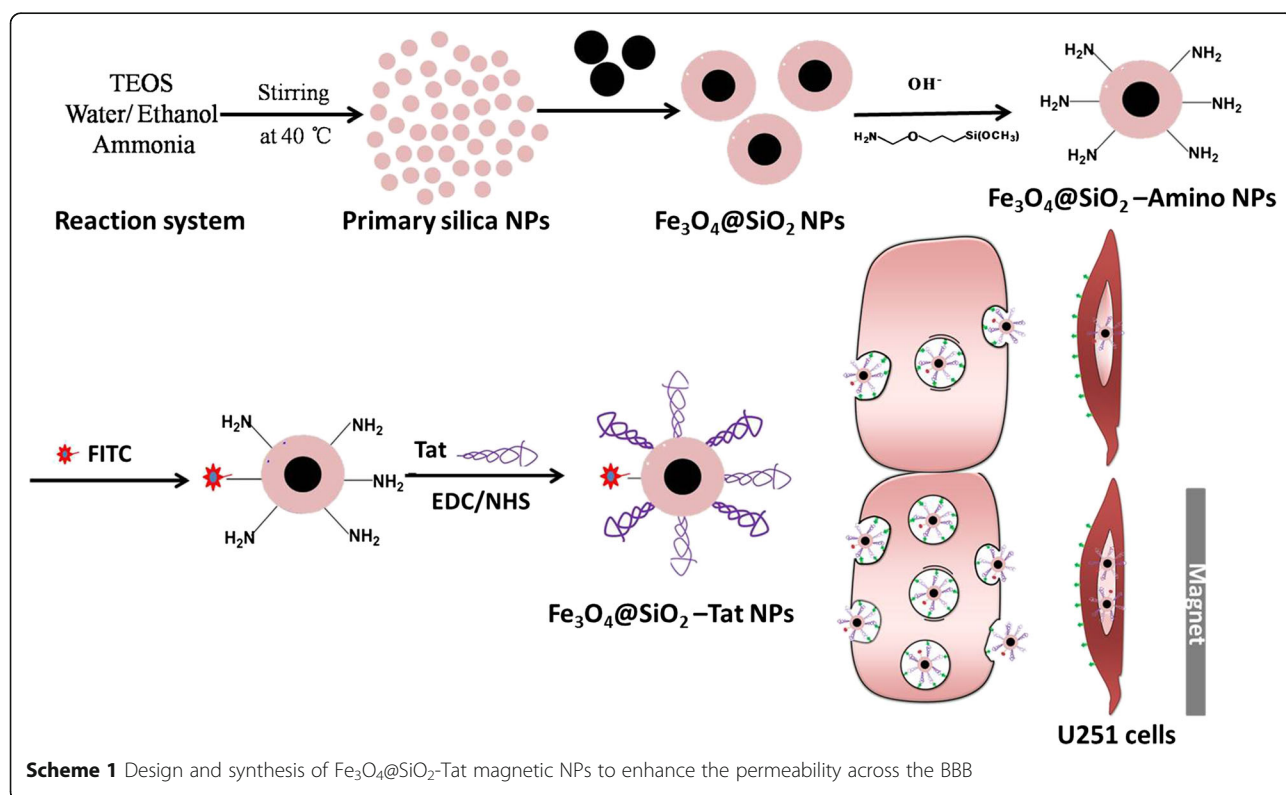 TEOS
Water/ Ethanol
Ammonia
Stirring
at 40 ℃
OH⁻
H₂N O Si(OCH₃)
H₂N NH₂
H₂N NH₂
H₂N NH₂
Reaction system
Primary silica NPs
Fe₃O₄@SiO₂ NPs
Fe₃O₄@SiO₂ –Amino NPs
FITC
H₂N NH₂
NH₂
H₂N NH₂
Tat
EDC/NHS
Fe₃O₄@SiO₂ –Tat NPs
Magnet
U251 cells
Scheme 1 Design and synthesis of Fe₃O₄@SiO₂-Tat magnetic NPs to enhance the permeability across the BBB